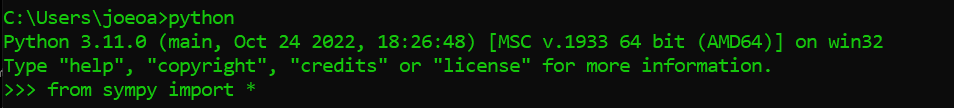 C:\Users\joeoa>python
Python 3.11.0 (main, Oct 24 2022, 18:26:48) [MSC v.1933 64 bit (AMD64)] on win32
Type "help", "copyright", "credits" or "license" for more information.
>>> from sympy import *